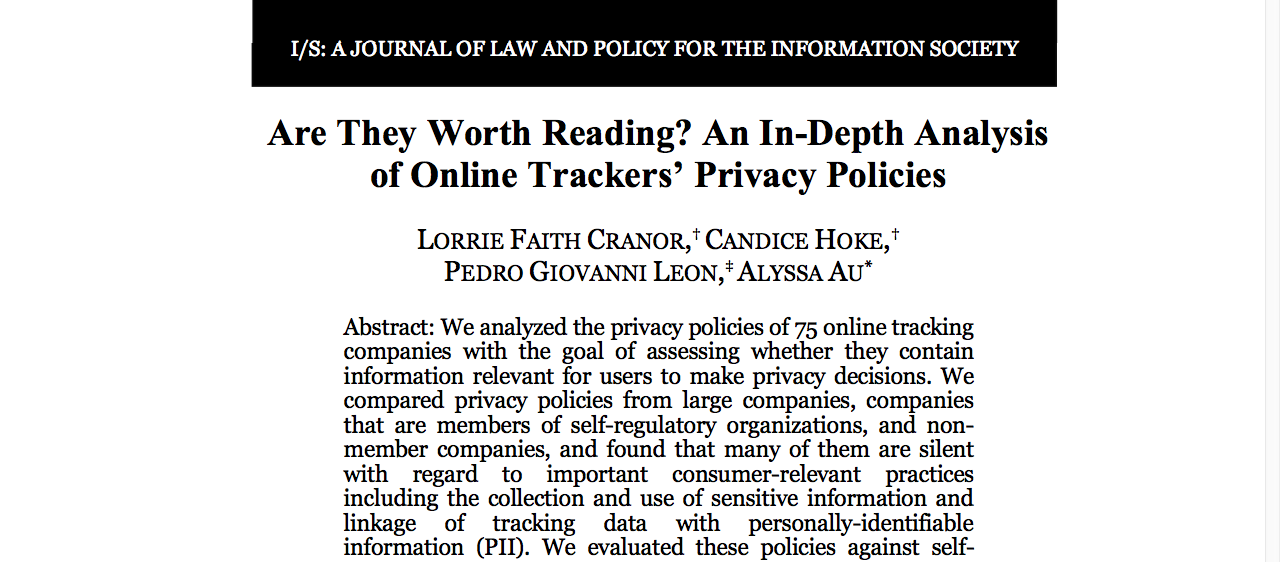 I/S: A JOURNAL OF LAW AND POLICY FOR THE INFORMATION SOCIETY
Are They Worth Reading? An In-Depth Analysis
of Online Trackers’ Privacy Policies
LORRIE FAITH CRANOR,† CANDICE HOKE,†
PEDRO GIOVANNI LEON,‡ ALYSSA AU*
Abstract: We analyzed the privacy policies of 75 online tracking
companies with the goal of assessing whether they contain
information relevant for users to make privacy decisions. We
compared privacy policies from large companies, companies
that are members of self-regulatory organizations, and non-
member companies, and found that many of them are silent
with regard to important consumer-relevant practices
including the collection and use of sensitive information and
linkage of tracking data with personally-identifiable
information (PII). We evaluated these policies against self-